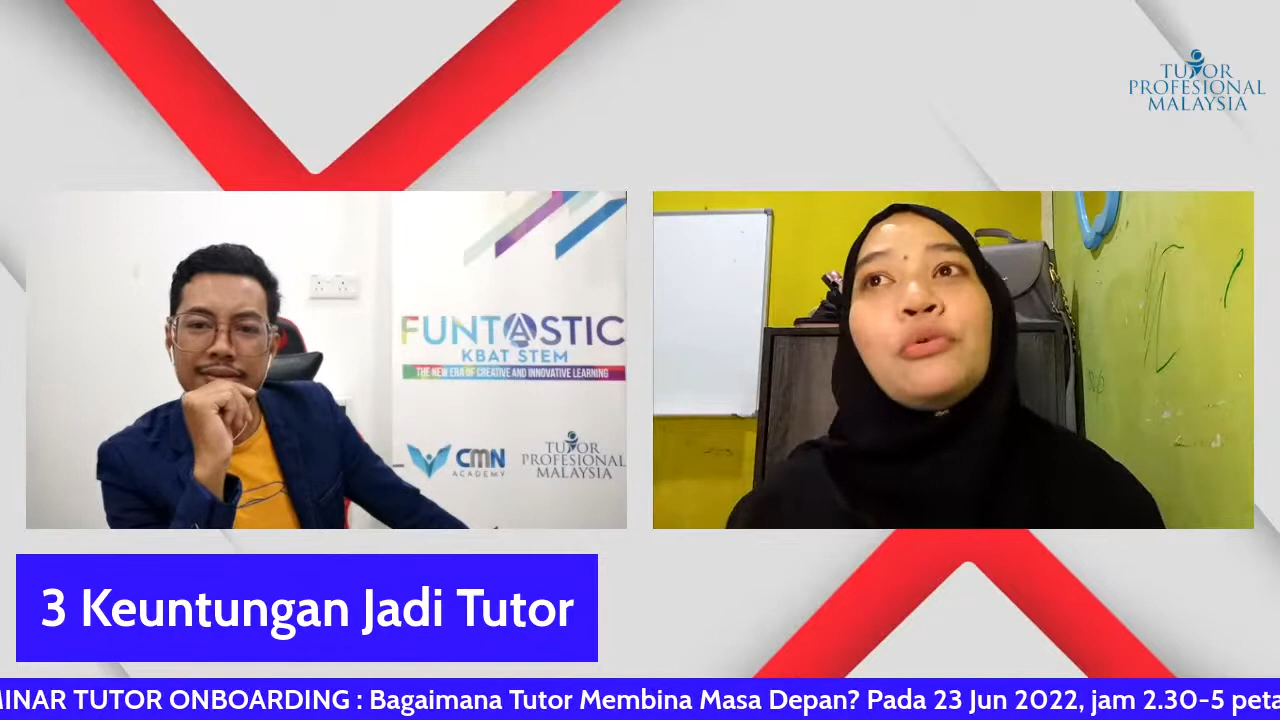 TUTOR
PROFESIONAL
MALAYSIA
FUNTASTIC
KBAT STEM
THE NEW ERA OF CREATIVE AND INNOVATIVE LEARNING
CMN
ACADEMY
TUTOR
PROFESIONAL
MALAYSIA
3 Keuntungan Jadi Tutor
MINAR TUTOR ONBOARDING : Bagaimana Tutor Membina Masa Depan? Pada 23 Jun 2022, jam 2.30-5 peta